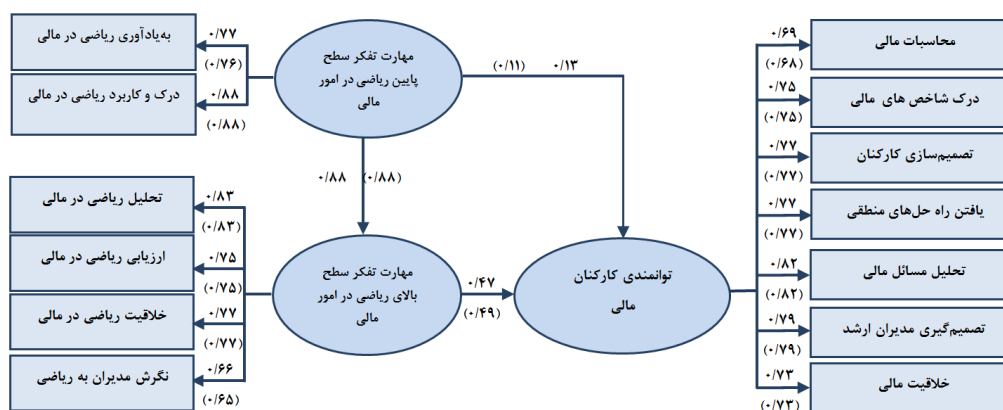 به‌یادآوری ریاضی در مالی
۰/۷۷
(۰/۷۶)
درک و کاربرد ریاضی در مالی
۰/۸۸
(۰/۸۸)
مهارت تفکر سطح
پایین ریاضی در امور
مالی
(۰/۱۱) ۰/۱۳
۰/۸۸ (۰/۸۸)
تحلیل ریاضی در مالی
۰/۸۳
(۰/۸۳)
ارزیابی ریاضی در مالی
۰/۷۵
(۰/۷۵)
خلاقیت ریاضی در مالی
۰/۷۷
(۰/۷۷)
نگرش مدیران به ریاضی
۰/۶۶
(۰/۶۵)
مهارت تفکر سطح
بالای ریاضی در امور
مالی
۰/۴۷
(۰/۴۹)
توانمندی کارکنان
مالی
۰/۶۹
(۰/۶۸)
محاسبات مالی
۰/۷۵
(۰/۷۵)
درک شاخص های مالی
۰/۷۷
(۰/۷۷)
تصمیم‌سازی کارکنان
۰/۷۷
(۰/۷۷)
یافتن راه حل‌های منطقی
۰/۸۲
(۰/۸۲)
تحلیل مسائل مالی
۰/۷۹
(۰/۷۹)
تصمیم‌گیری مدیران ارشد
۰/۷۳
(۰/۷۳)
خلاقیت مالی